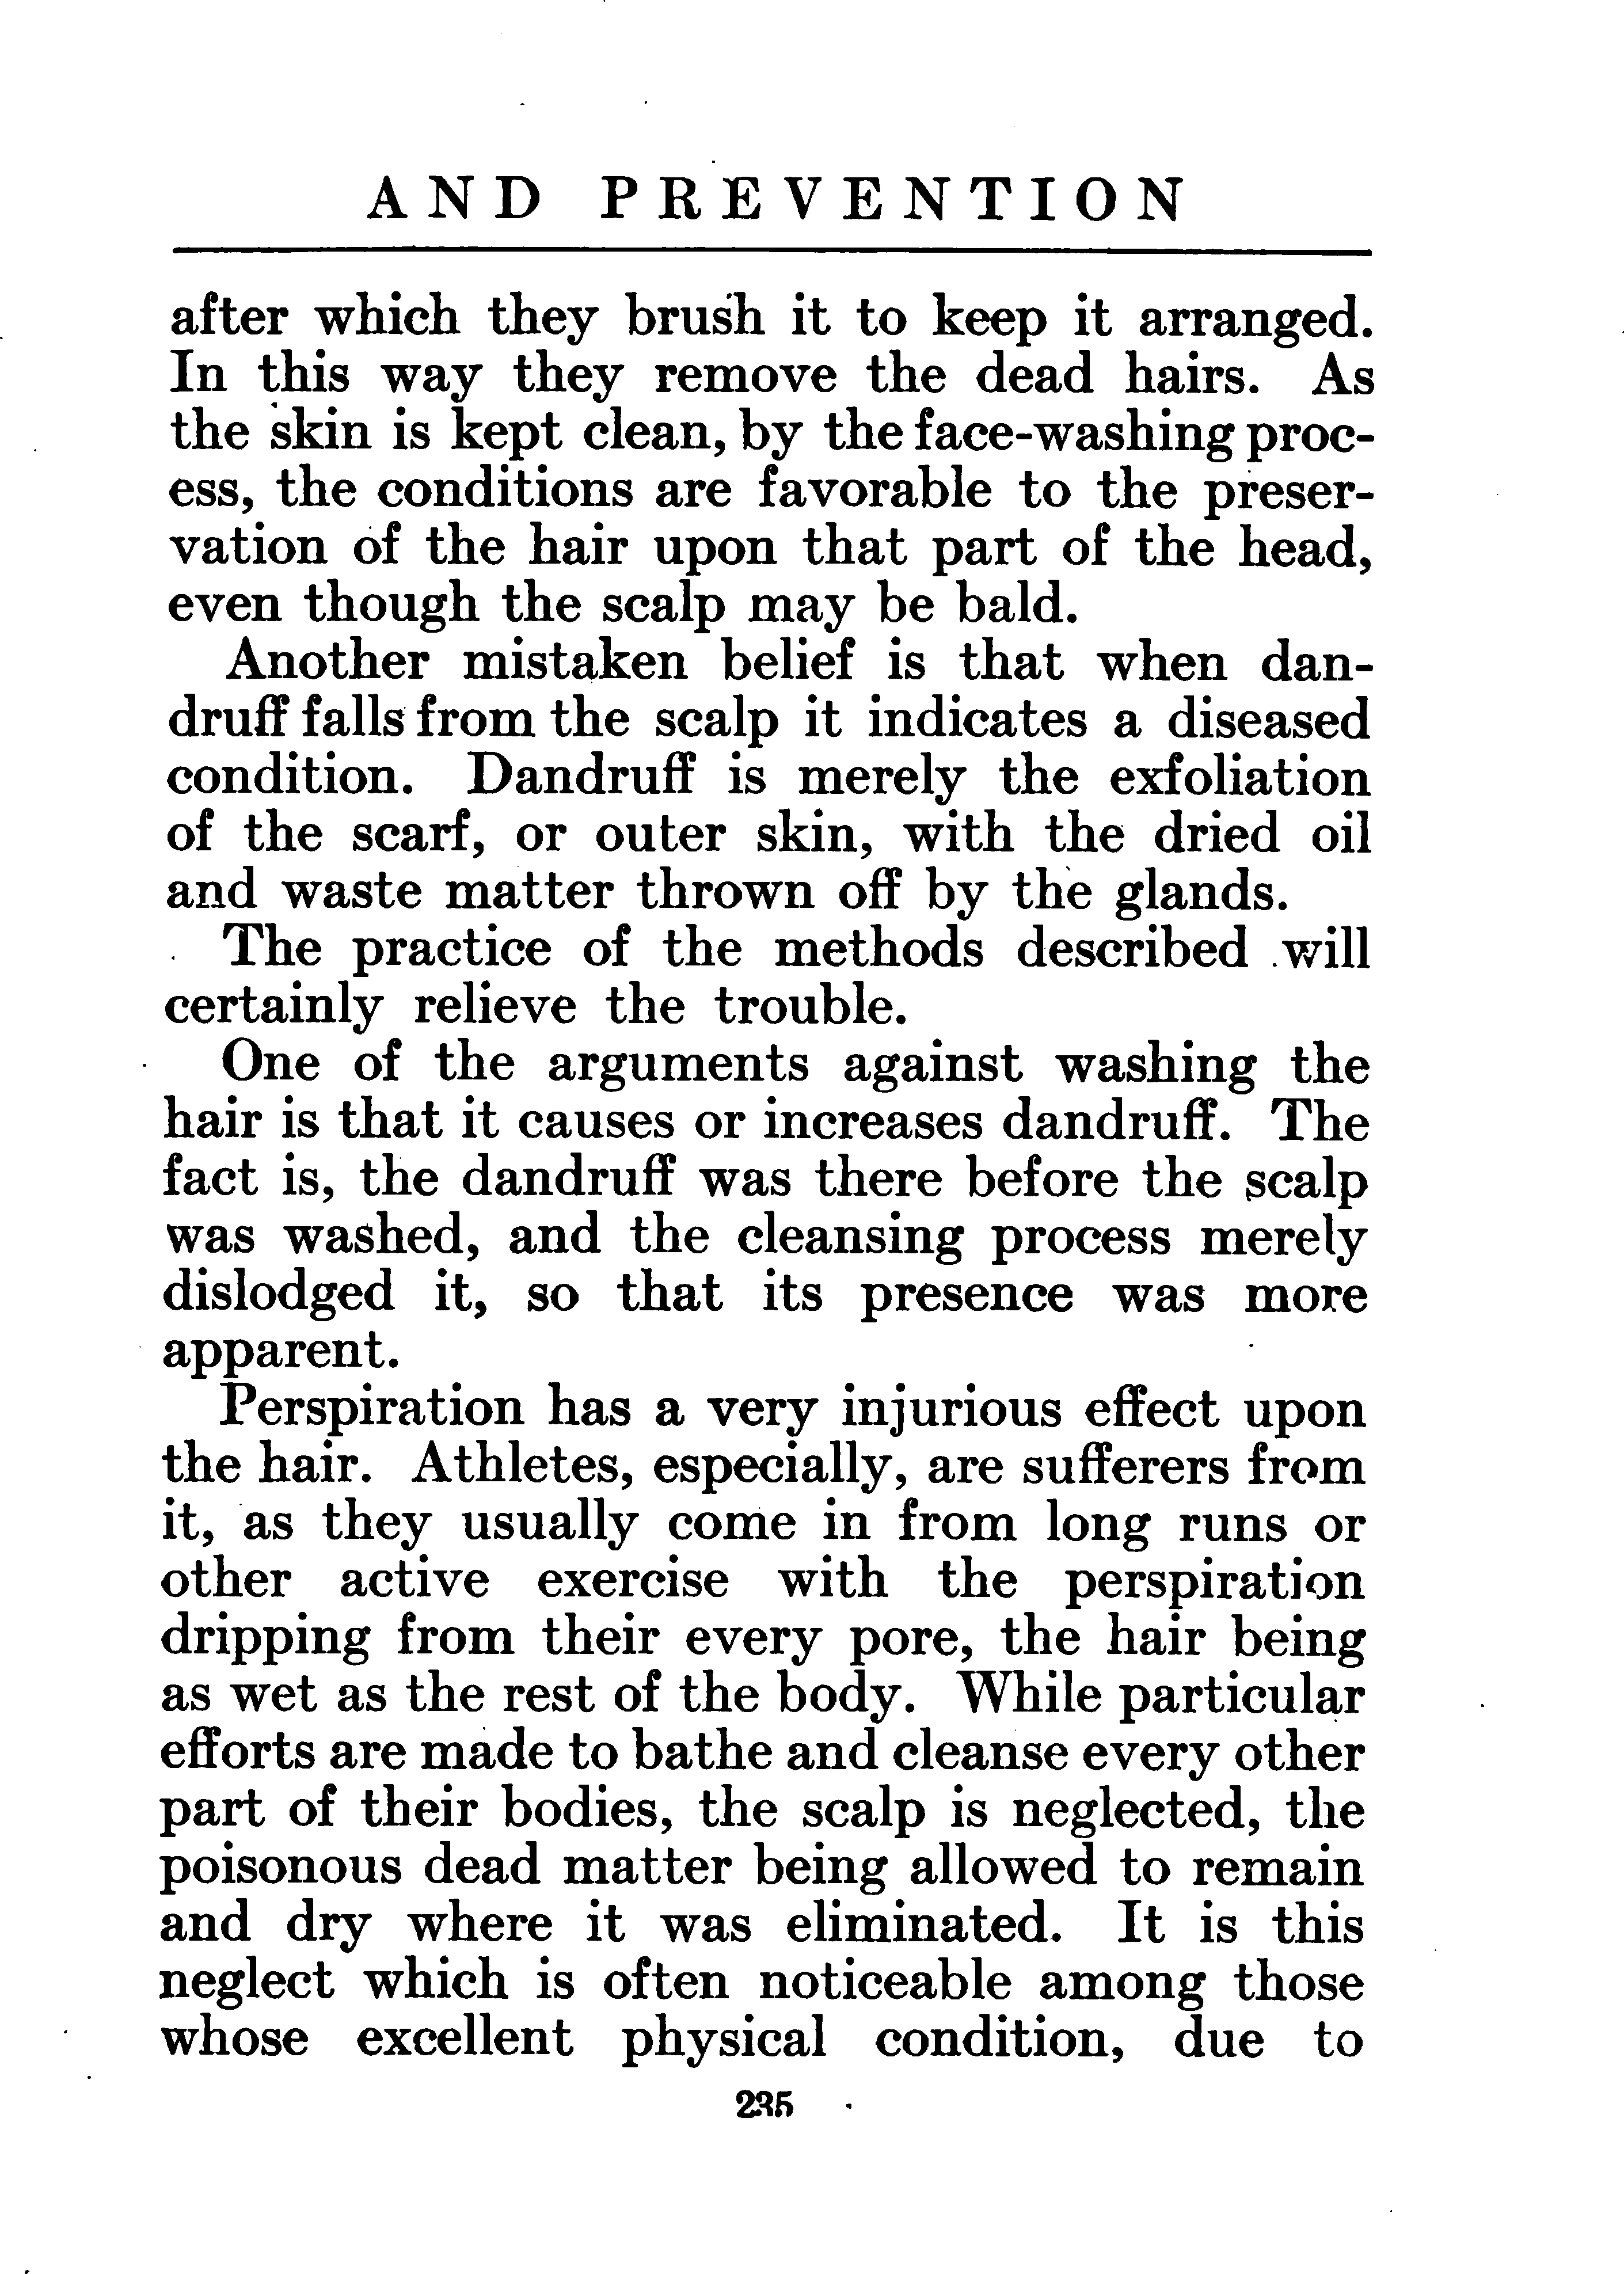 AND PREVENTION
after which they brush it to keep it arranged.
In this way they remove the dead hairs. As
the skin is kept clean, by the face-washing proc-
ess, the conditions are favorable to the preser-
vation of the hair upon that part of the head,
even though the scalp may be bald.
Another mistaken belief is that when dan-
druff falls from the scalp it indicates a diseased
condition. Dandruff is merely the exfoliation
of the scarf, or outer skin, with the dried oil
and waste matter thrown off by the glands.
The practice of the methods described will
certainly relieve the trouble.
One of the arguments against washing the
hair is that it causes or increases dandruff. The
fact is, the dandruff was there before the scalp
was washed, and the cleansing process merely
dislodged it, so that its presence was more
apparent.
Perspiration has a very injurious effect upon
the hair. Athletes, especially, are sufferers from
it, as they usually come in from long runs or
other active exercise with the perspiration
dripping from their every pore, the hair being
as wet as the rest of the body. While particular
efforts are made to bathe and cleanse every other
part of their bodies, the scalp is neglected, the
poisonous dead matter being allowed to remain
and dry where it was eliminated. It is this
neglect which is often noticeable among those
whose excellent physical condition, due to
235